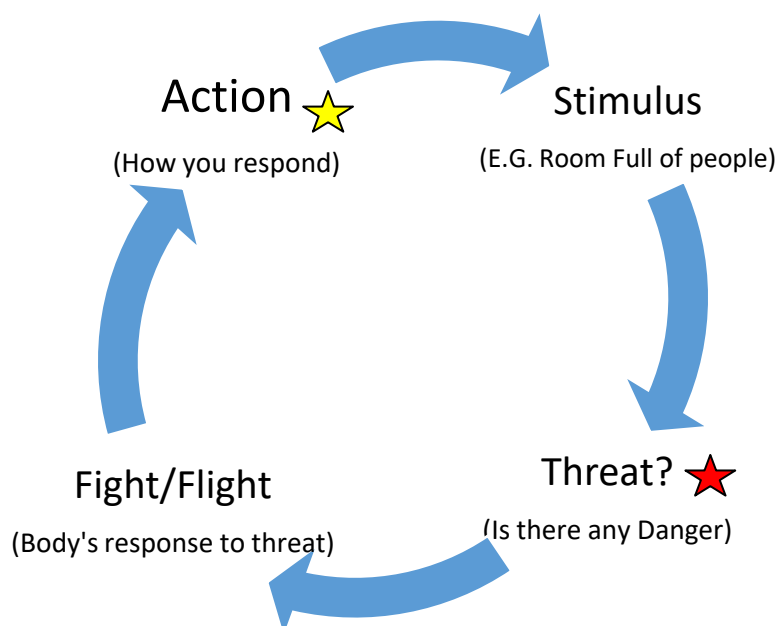 Action
(How you respond)
Stimulus
(E.G. Room Full of people)
Threat?
(Is there any Danger)
Fight/Flight
(Body's response to threat)